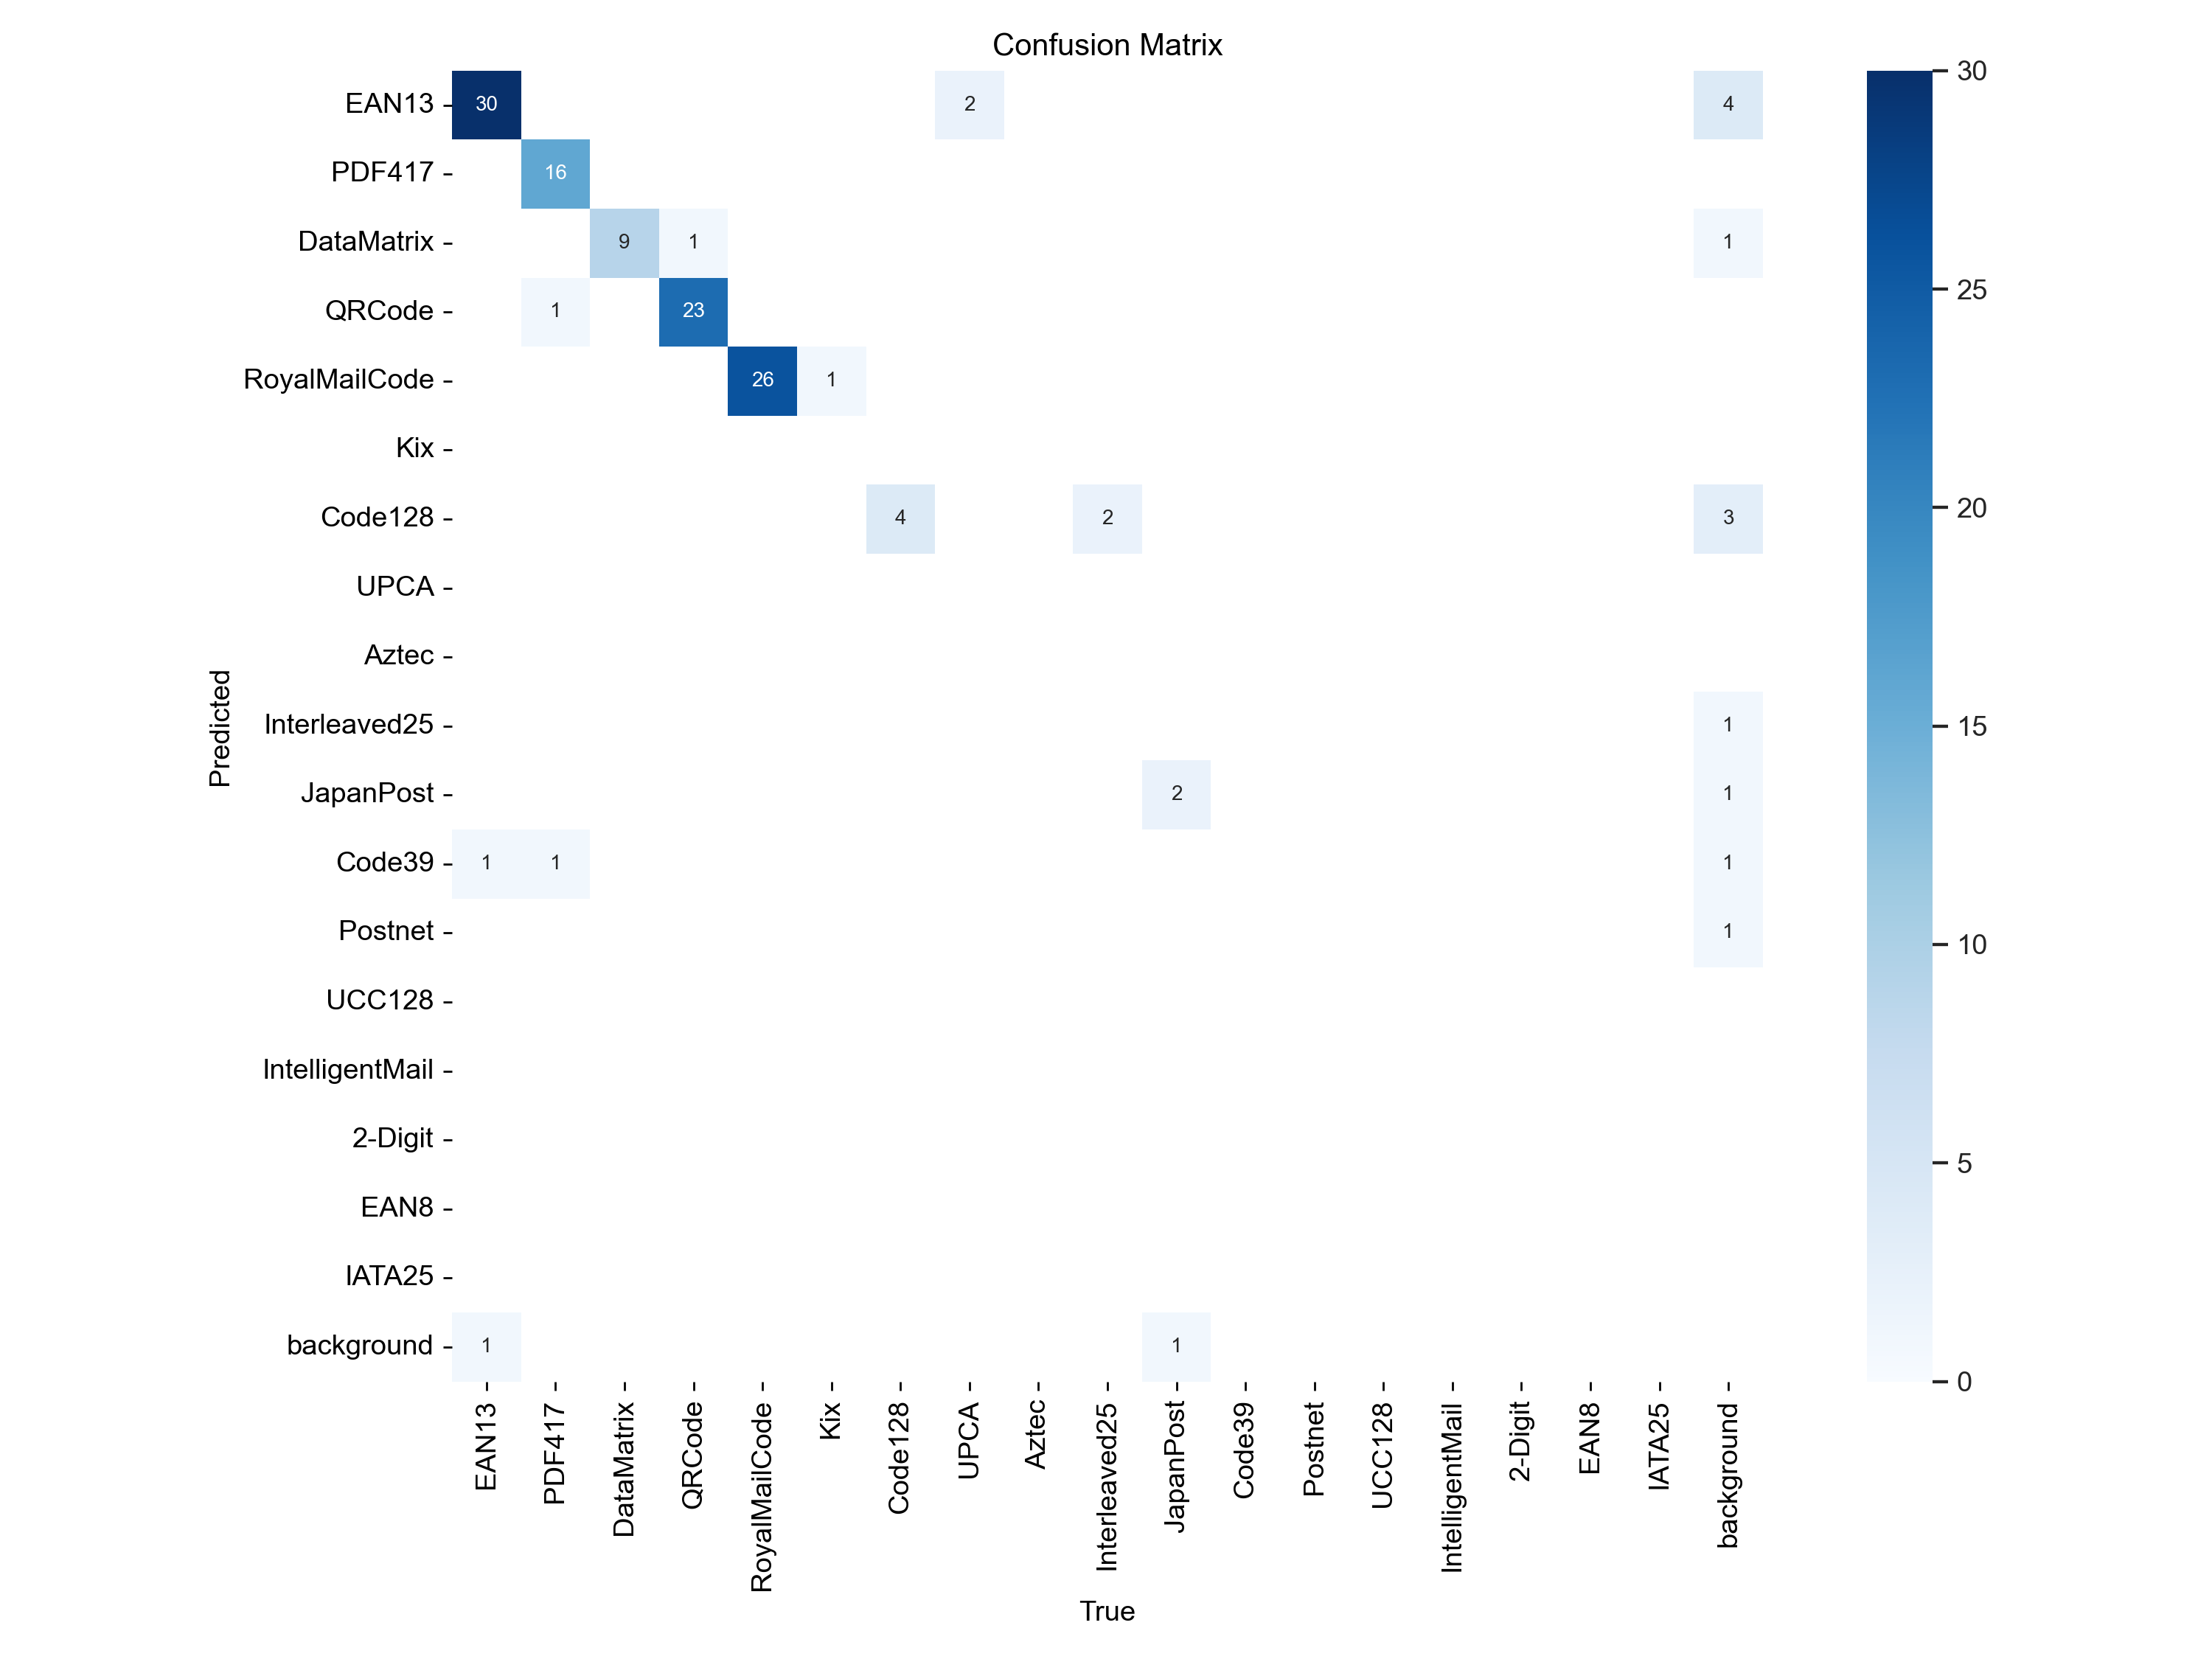 Confusion Matrix
EAN13 30 2 4
PDF417 16
DataMatrix 9 1 1
QRCode 1 23
RoyalMailCode 26 1
Kix
Code128 4 2 3
UPCA
Aztec
Interleaved25 1
JapanPost 2 1
Code39 1 1 1
Postnet 1
UCC128
IntelligentMail
2-Digit
EAN8
IATA25
background 1 1
Predicted
EAN13 PDF417 DataMatrix QRCode RoyalMailCode Kix Code128 UPCA Aztec Interleaved25 JapanPost Code39 Postnet UCC128 IntelligentMail 2-Digit EAN8 IATA25 background
True
30
25
20
15
10
5
0